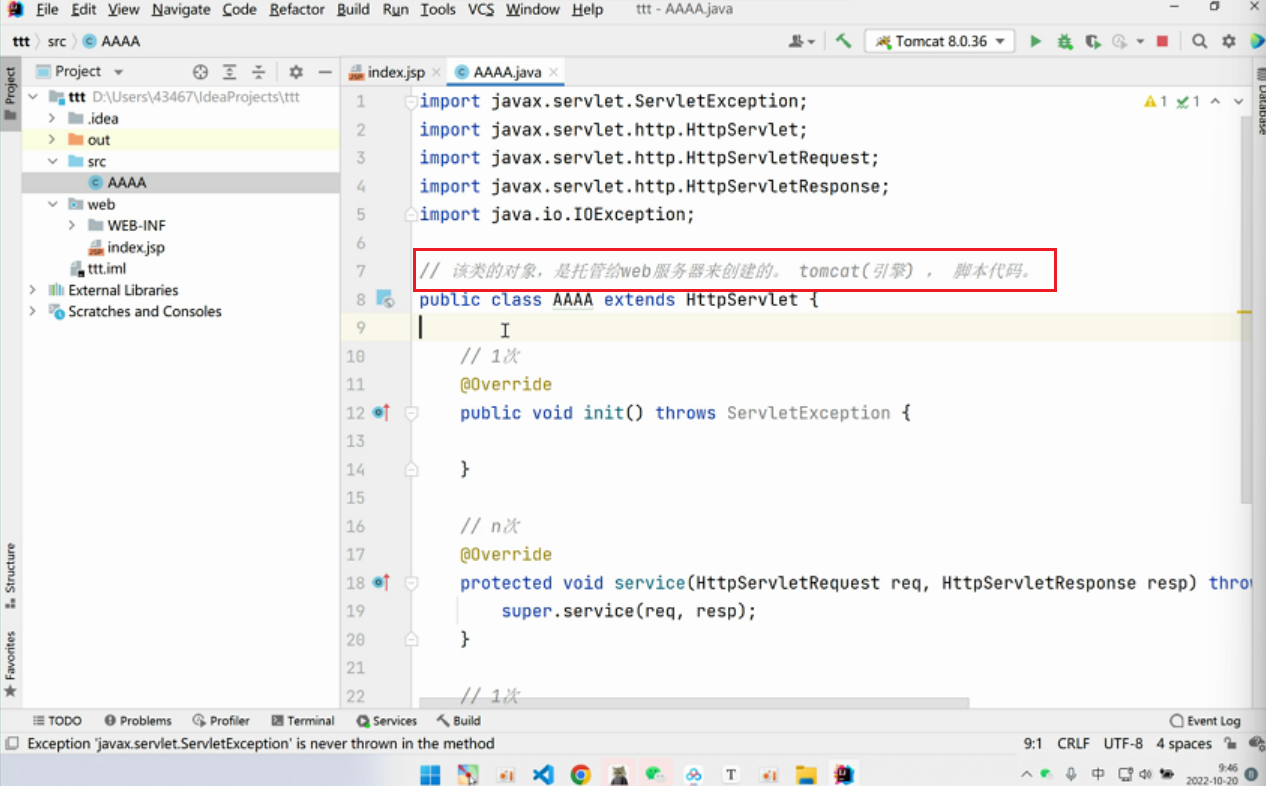 File Edit View Navigate Code Refactor Build Run Tools VCS Window Help ttt - AAAA.java
ttt src AAAA Tomcat 8.0.36
Project Project index.jsp AAAA.java
ttt D:\Users\43467\IdeaProjects\ttt
.idea
out
src
AAAA
web
WEB-INF
index.jsp
ttt.iml
External Libraries
Scratches and Consoles
Structure
Favorites
1 import javax.servlet.ServletException;
2 import javax.servlet.http.HttpServlet;
3 import javax.servlet.http.HttpServletRequest;
4 import javax.servlet.http.HttpServletResponse;
5 import java.io.IOException;
6
7 // 该类的对象，是托管给web服务器来创建的。 tomcat(引擎) ， 脚本代码。
8 public class AAAA extends HttpServlet {
9
10 // 1次
11 @Override
12 public void init() throws ServletException {
13
14 }
15
16 // n次
17 @Override
18 protected void service(HttpServletRequest req, HttpServletResponse resp) throw
19 super.service(req, resp);
20 }
21
22 // 1次
1 1
Database
TODO Problems Profiler Terminal Services Build Event Log
Exception 'javax.servlet.ServletException' is never thrown in the method 9:1 CRLF UTF-8 4 spaces
中 9:46
2022-10-20